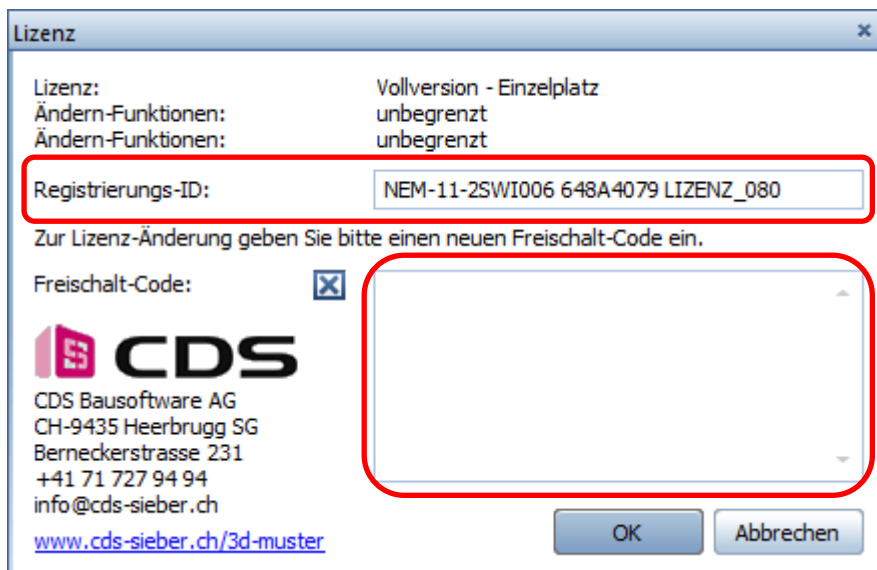 Lizenz
Lizenz: Vollversion - Einzelplatz
Ändern-Funktionen: unbegrenzt
Ändern-Funktionen: unbegrenzt
Registrierungs-ID: NEM-11-2SWI006 648A4079 LIZENZ_080
Zur Lizenz-Änderung geben Sie bitte einen neuen Freischalt-Code ein.
Freischalt-Code:
CDS
CDS Bausoftware AG
CH-9435 Heerbrugg SG
Berneckerstrasse 231
+41 71 727 94 94
info@cds-sieber.ch
www.cds-sieber.ch/3d-muster
OK Abbrechen